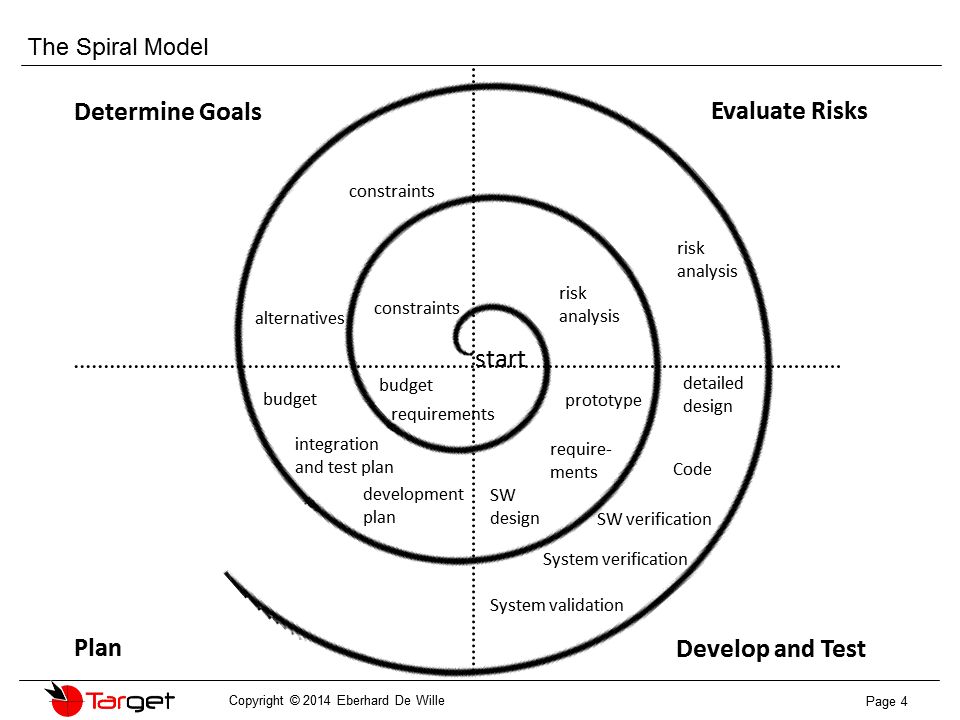 The Spiral Model
Determine Goals
Evaluate Risks
constraints
risk
analysis
risk
analysis
constraints
alternatives
start
budget
requirements
budget
integration
and test plan
development
plan
prototype
require-
ments
SW
design
detailed
design
Code
SW verification
System verification
System validation
Plan
Develop and Test
Target
Copyright © 2014 Eberhard De Wille
Page 4